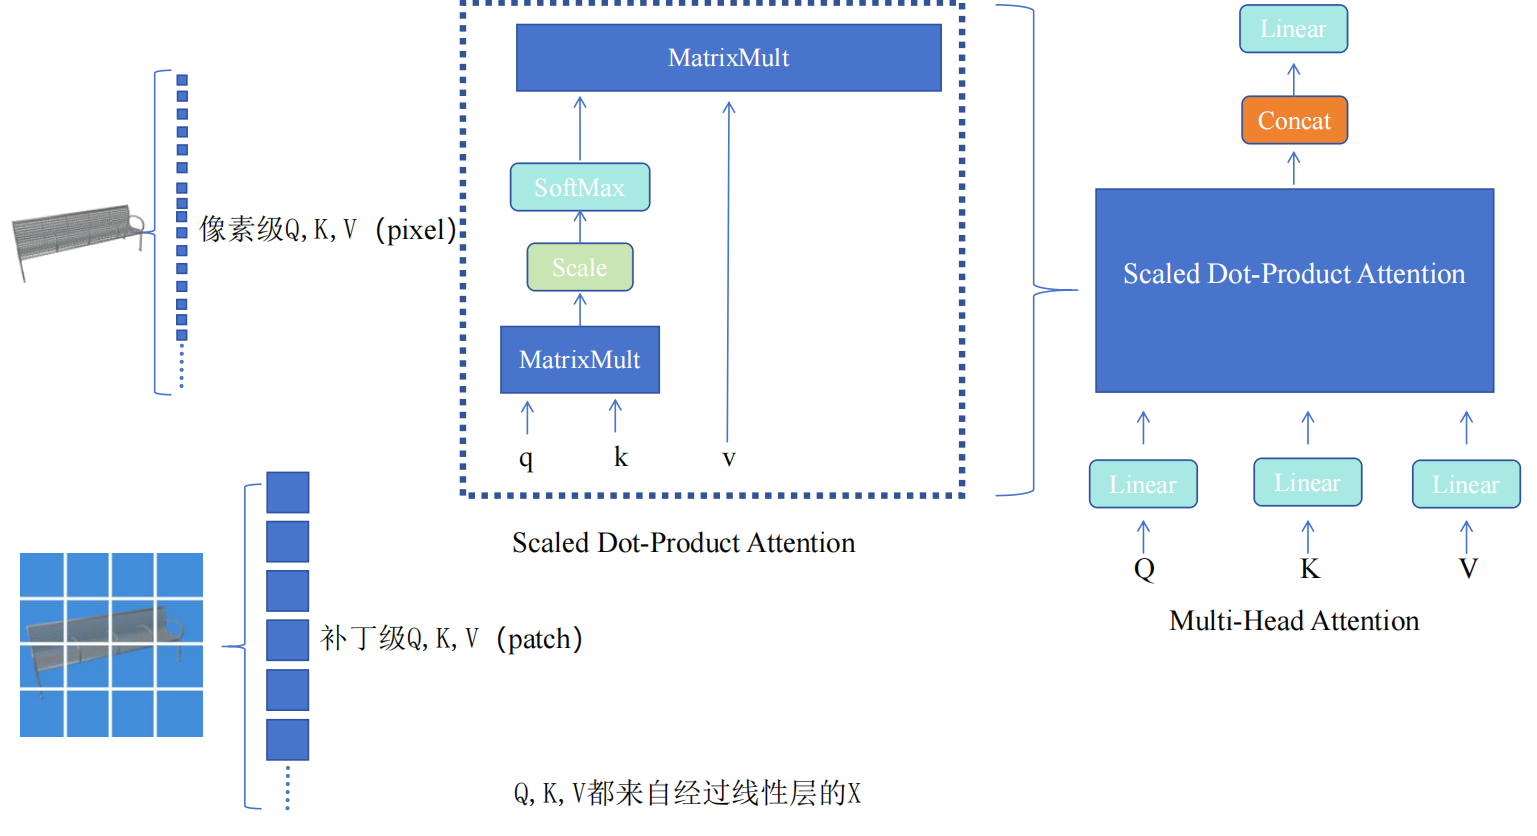 像素级Q,K,V（pixel）
补丁级Q,K,V（patch）
MatrixMult
SoftMax
Scale
MatrixMult
q
k
v
Scaled Dot-Product Attention
Q,K,V都来自经过线性层的X
Linear
Concat
Scaled Dot-Product Attention
Linear
Linear
Linear
Q
K
V
Multi-Head Attention